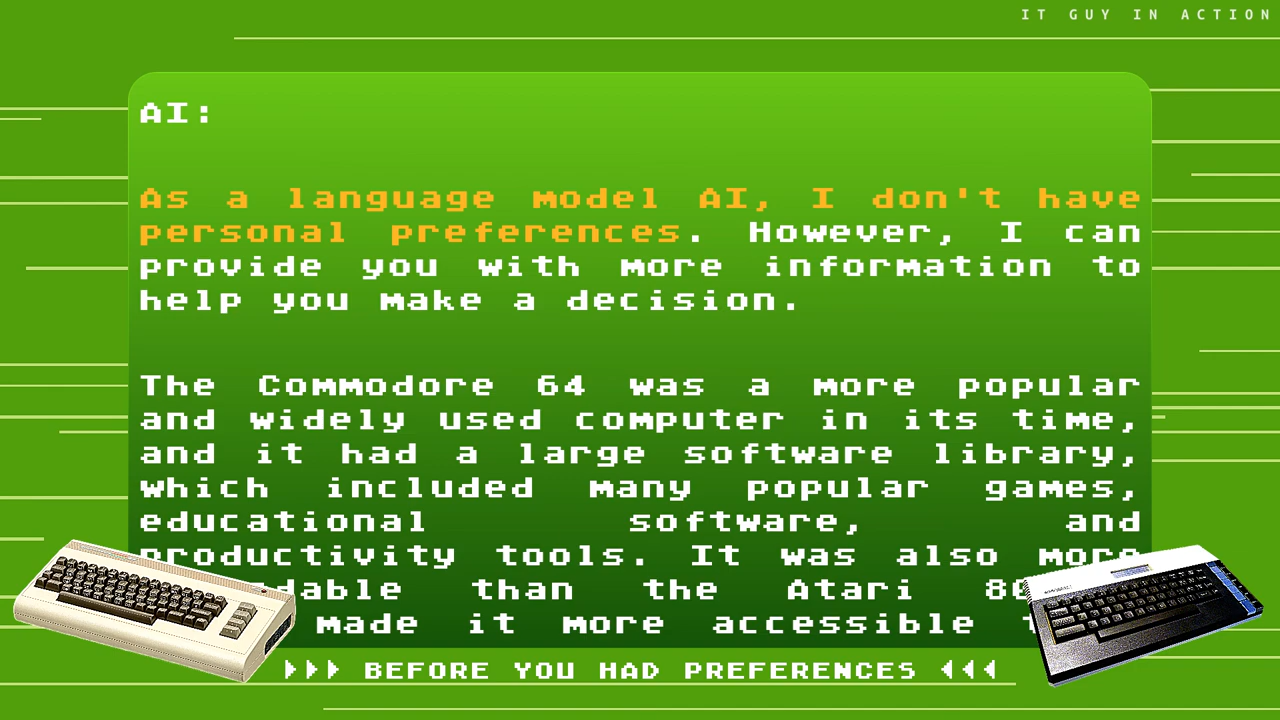 IT GUY IN ACTION
AI:
As a language model AI, I don't have
personal preferences. However, I can
provide you with more information to
help you make a decision.
The Commodore 64 was a more popular
and widely used computer in its time,
and it had a large software library,
which included many popular games,
educational software, and
productivity tools. It was also more
than the Atari
made it more accessible
BEFORE YOU HAD PREFERENCES